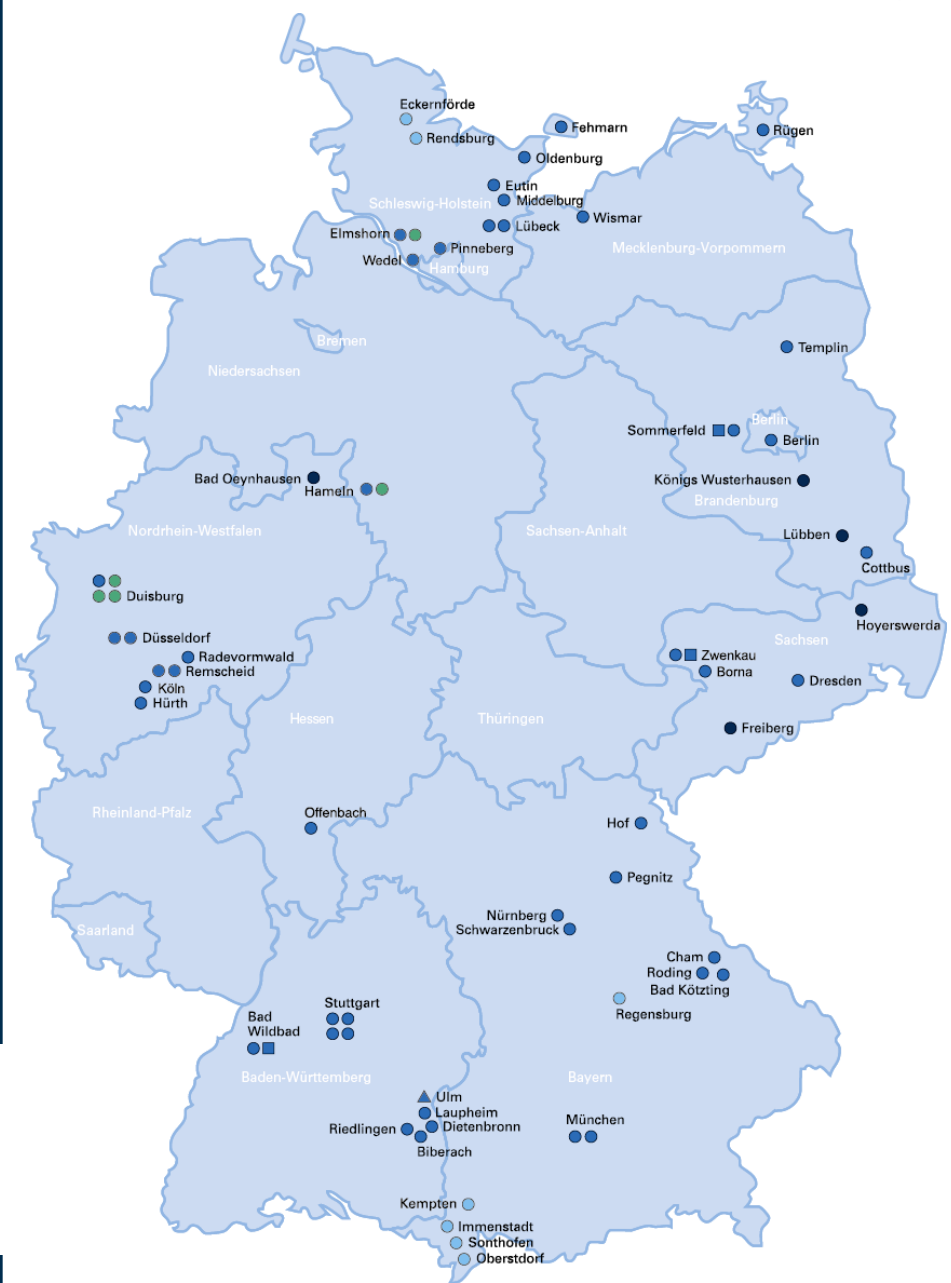 Eckernförde
Fehmarn
Rügen
Rendsburg
Oldenburg
Eutin
Schleswig-Holstein
Middelburg
Wismar
Lübeck
Elmshorn
Pinneberg
Mecklenburg-Vorpommern
Wedel
Hamburg
Bremen
Templin
Niedersachsen
Berlin
Sommerfeld
Berlin
Bad Oeynhausen
Königs Wusterhausen
Hameln
Brandenburg
Nordrhein-Westfalen
Sachsen-Anhalt
Lübben
Cottbus
Duisburg
Hoyerswerda
Düsseldorf
Sachsen
Radevormwald
Zwenkau
Remscheid
Borna
Dresden
Köln
Hürth
Hessen
Thüringen
Freiberg
Rheinland-Pfalz
Offenbach
Hof
Pegnitz
Nürnberg
Saarland
Schwarzenbruck
Cham
Roding
Bad Kötzting
Stuttgart
Regensburg
Bad
Wildbad
Baden-Württemberg
Bayern
Ulm
Laupheim
München
Riedlingen
Dietenbronn
Biberach
Kempten
Immenstadt
Sonthofen
Oberstdorf